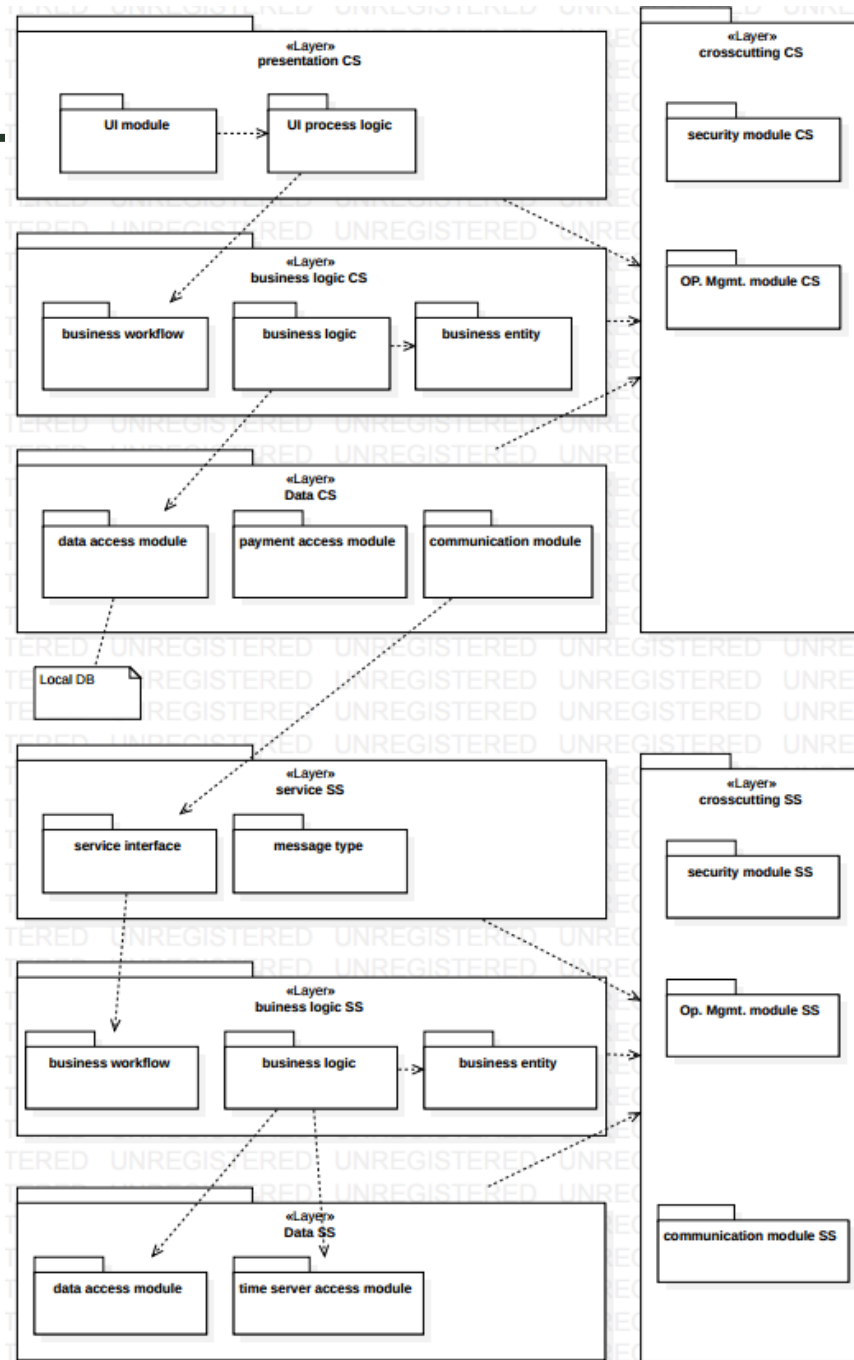 «Layer»
presentation CS
UI module
UI process logic
«Layer»
crosscutting CS
security module CS
OP. Mgmt. module CS
«Layer»
business logic CS
business workflow
business logic
business entity
«Layer»
Data CS
data access module
payment access module
communication module
Local DB
«Layer»
service SS
service interface
message type
«Layer»
crosscutting SS
security module SS
Op. Mgmt. module SS
communication module SS
«Layer»
buiness logic SS
business workflow
business logic
business entity
«Layer»
Data SS
data access module
time server access module
UNREGISTERED